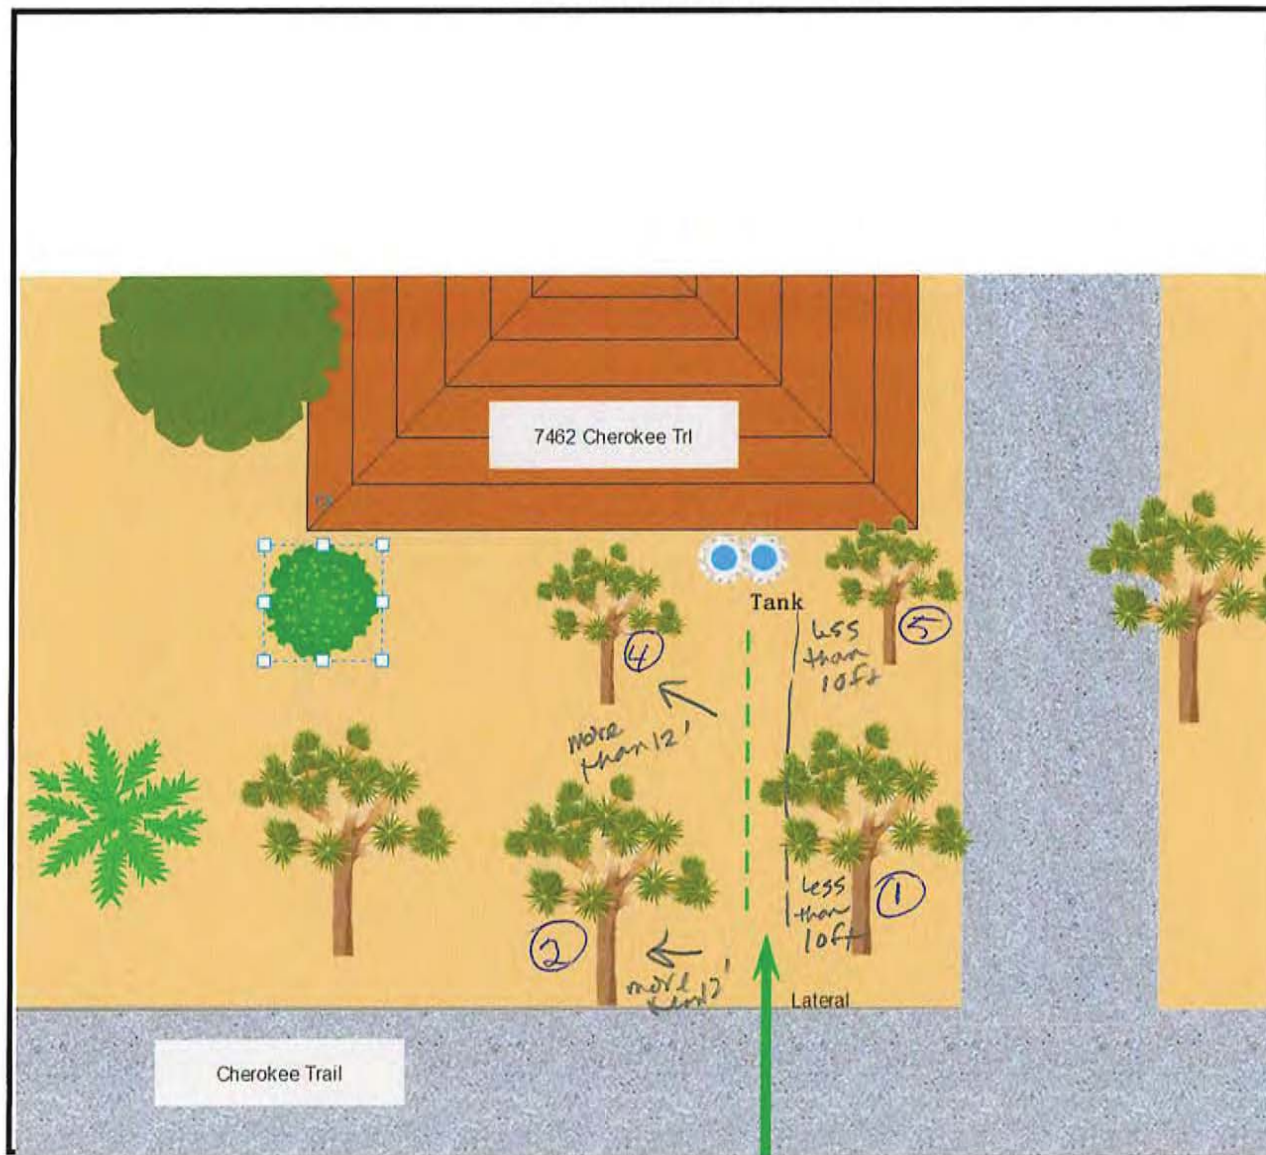 7462 Cherokee Trl
Tank
5
less
than
10ft
4
more
than 12'
1
less
than
10ft
2
more
than 12'
Lateral
Cherokee Trail